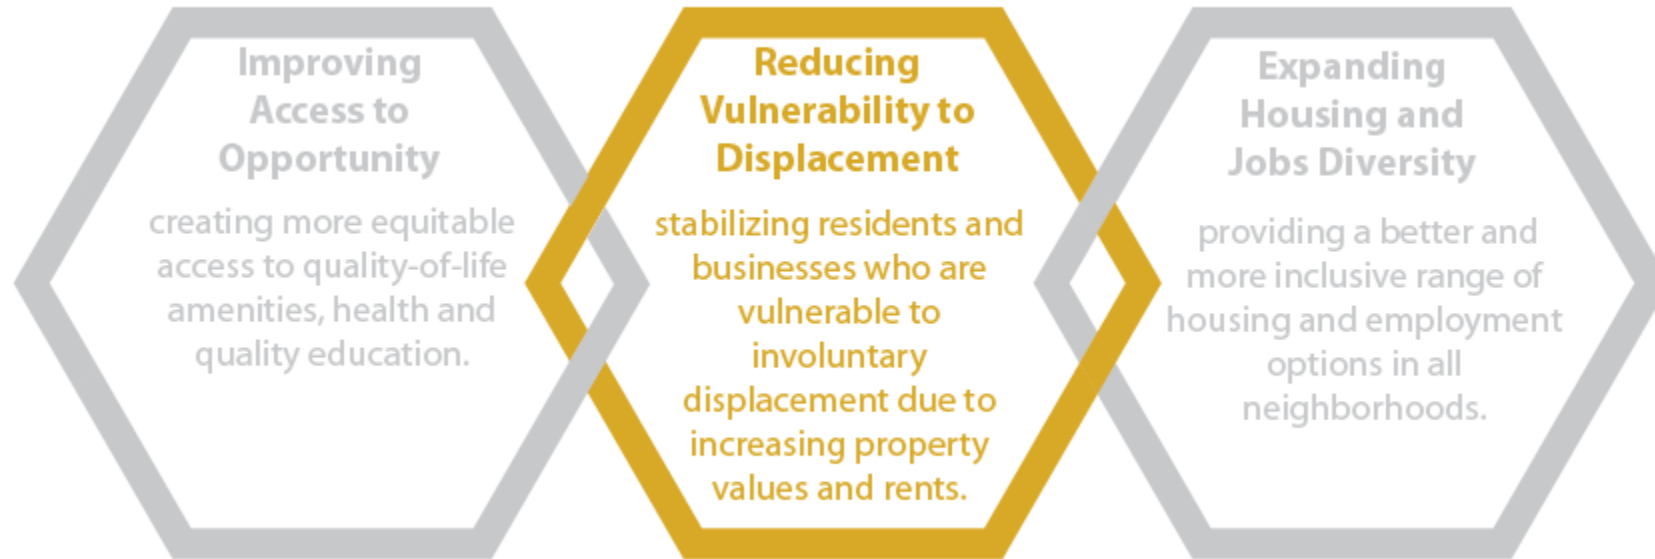 Improving
Access to
Opportunity
creating more equitable
access to quality-of-life
amenities, health and
quality education.
Reducing
Vulnerability to
Displacement
stabilizing residents and
businesses who are
vulnerable to
involuntary
displacement due to
increasing property
values and rents.
Expanding
Housing and
Jobs Diversity
providing a better and
more inclusive range of
housing and employment
options in all
neighborhoods.